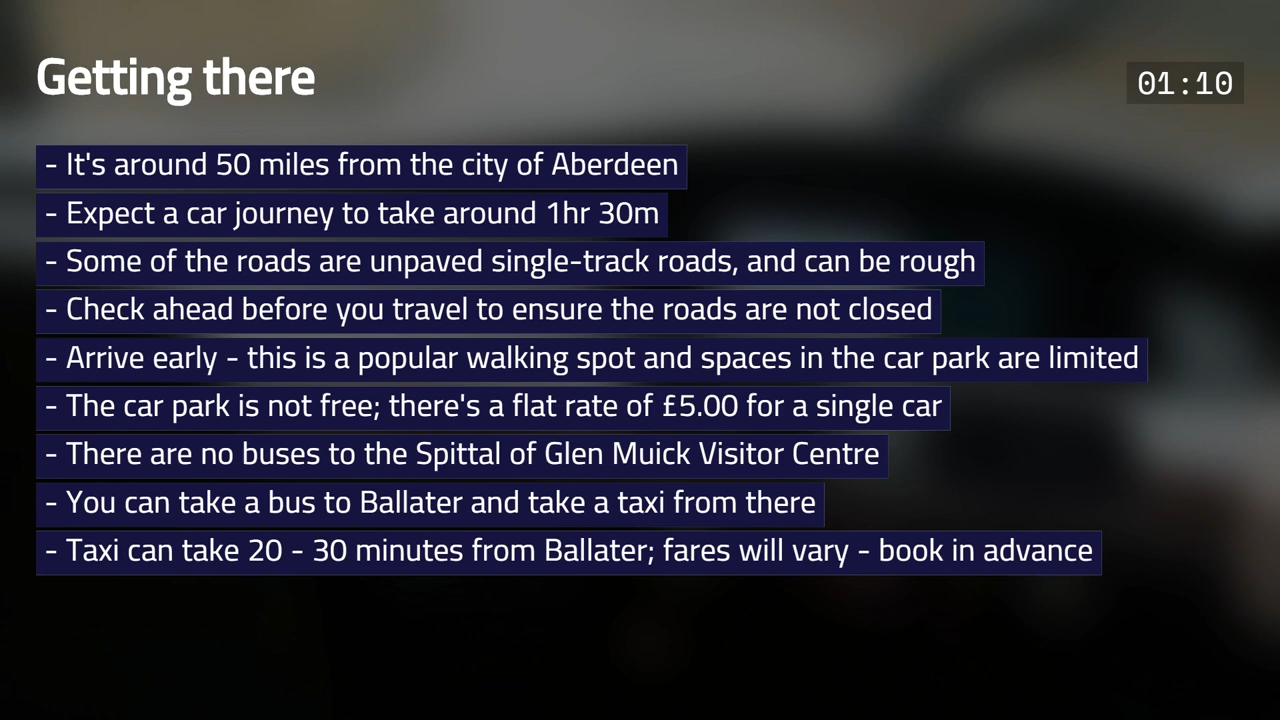 Getting there
01:10
- It's around 50 miles from the city of Aberdeen
- Expect a car journey to take around 1hr 30m
- Some of the roads are unpaved single-track roads, and can be rough
- Check ahead before you travel to ensure the roads are not closed
- Arrive early - this is a popular walking spot and spaces in the car park are limited
- The car park is not free; there's a flat rate of £5.00 for a single car
- There are no buses to the Spittal of Glen Muick Visitor Centre
- You can take a bus to Ballater and take a taxi from there
- Taxi can take 20 - 30 minutes from Ballater; fares will vary - book in advance